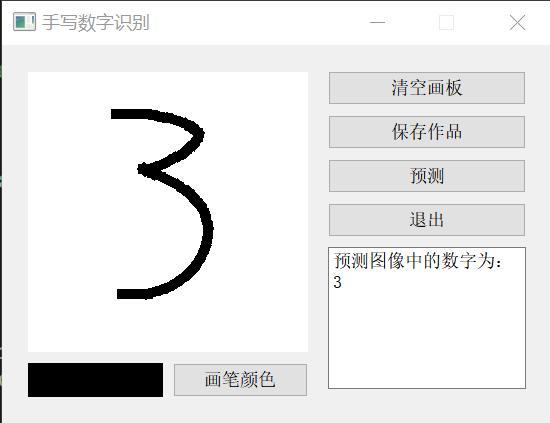 手写数字识别
3
清空画板
保存作品
预测
退出
预测图像中的数字为：
3
画笔颜色